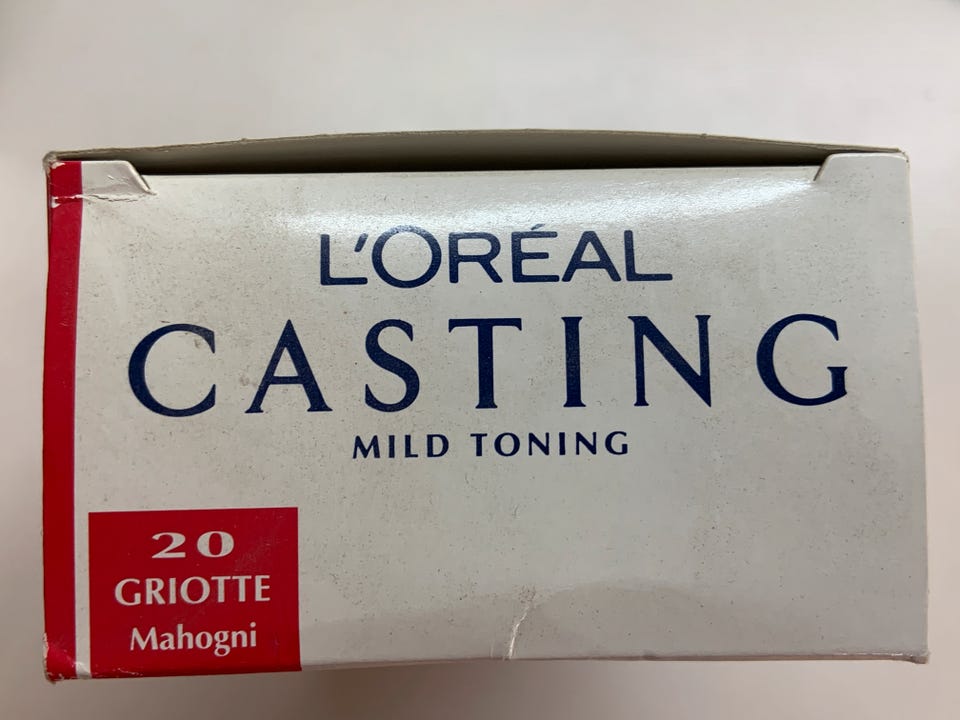 L'ORÉAL
CASTING
MILD TONING
20
GRIOTTE
Mahogni